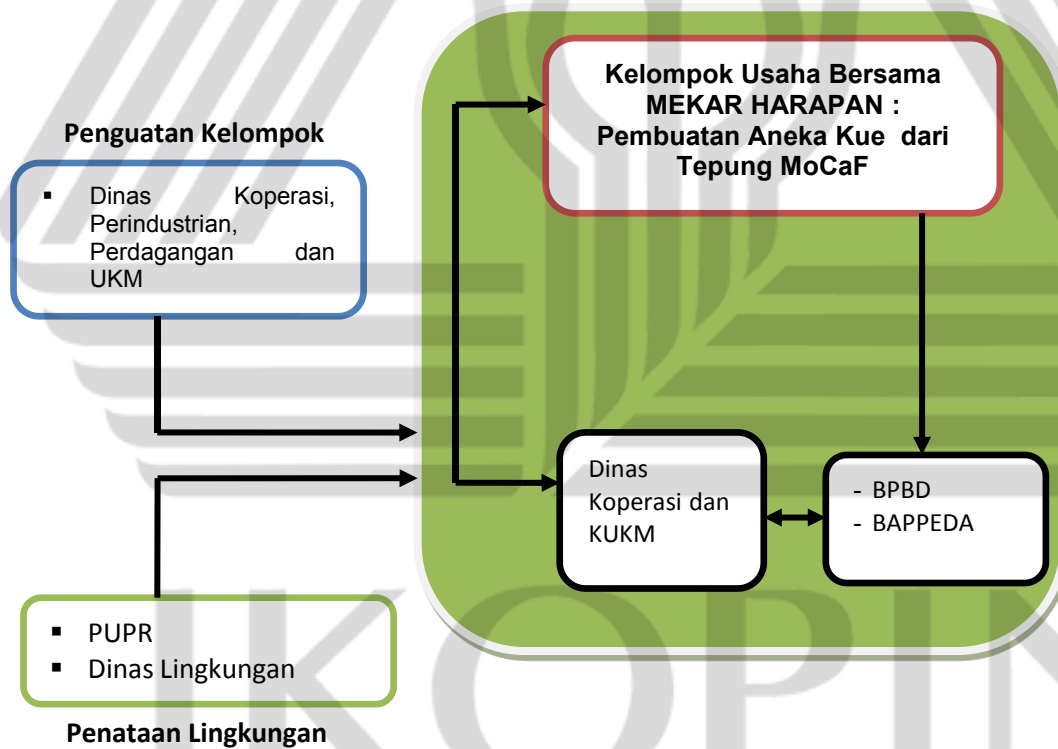 Penguatan Kelompok
▪ Dinas Koperasi,
Perindustrian,
Perdagangan dan
UKM
Kelompok Usaha Bersama
MEKAR HARAPAN :
Pembuatan Aneka Kue dari
Tepung MoCaF
Dinas
Koperasi dan
KUKM
- BPBD
- BAPPEDA
▪ PUPR
▪ Dinas Lingkungan
Penataan Lingkungan
IKOPIN